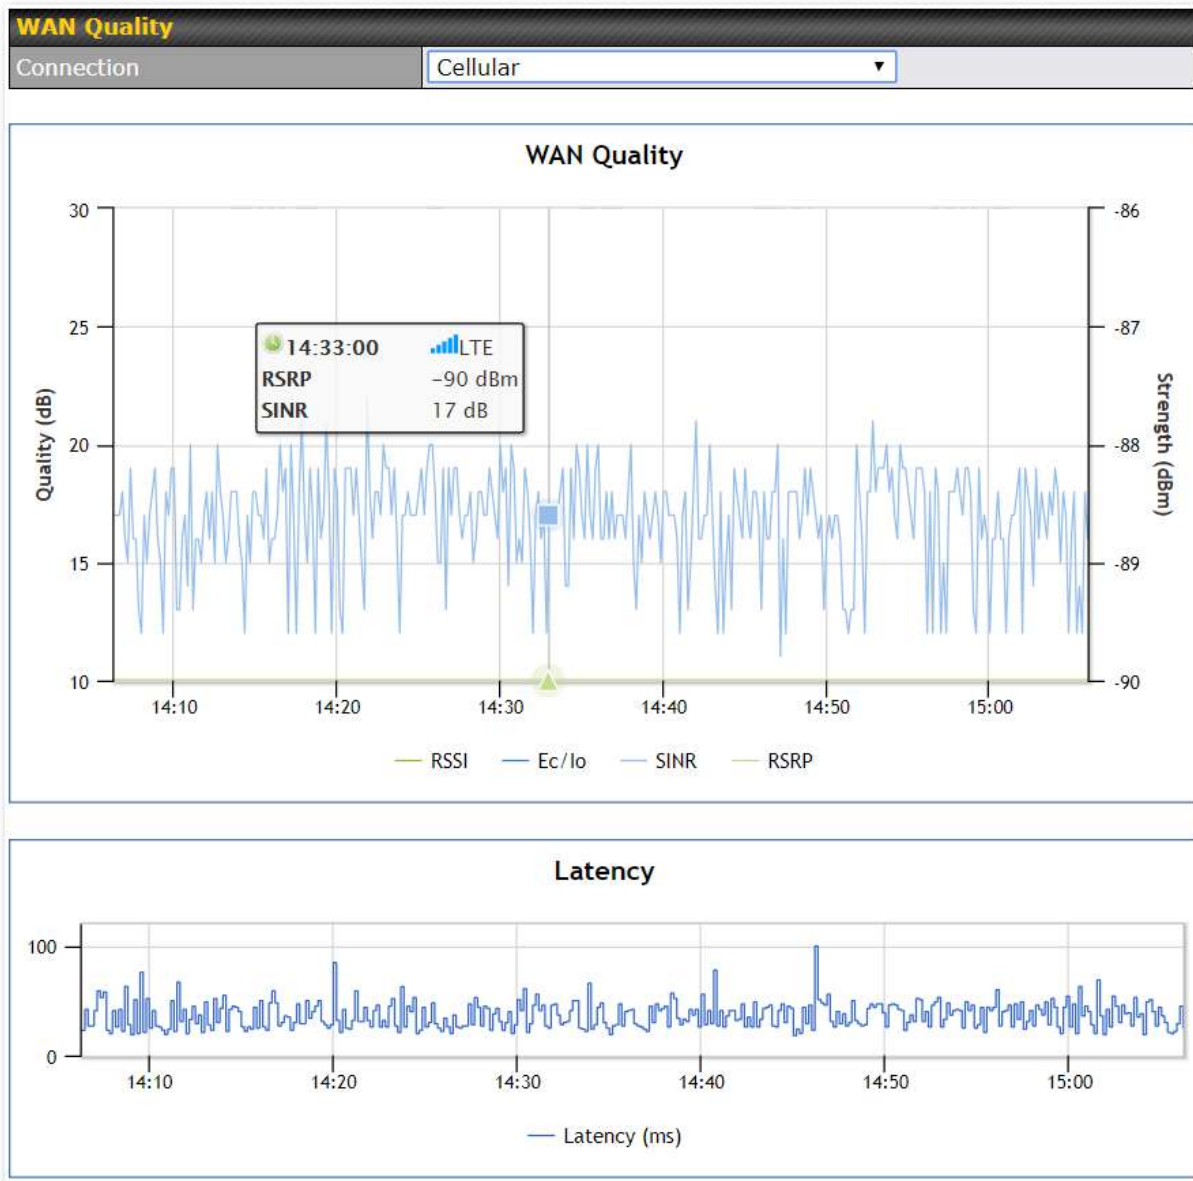 WAN Quality
Connection Cellular
WAN Quality
30 -86
25 -87
14:33:00 LTE
RSRP -90 dBm
SINR 17 dB
Quality (dB)
Strength (dBm)
20 -88
15 -89
10 -90
14:10 14:20 14:30 14:40 14:50 15:00
RSSI Ec/Io SINR RSRP
Latency
100
0
14:10 14:20 14:30 14:40 14:50 15:00
Latency (ms)